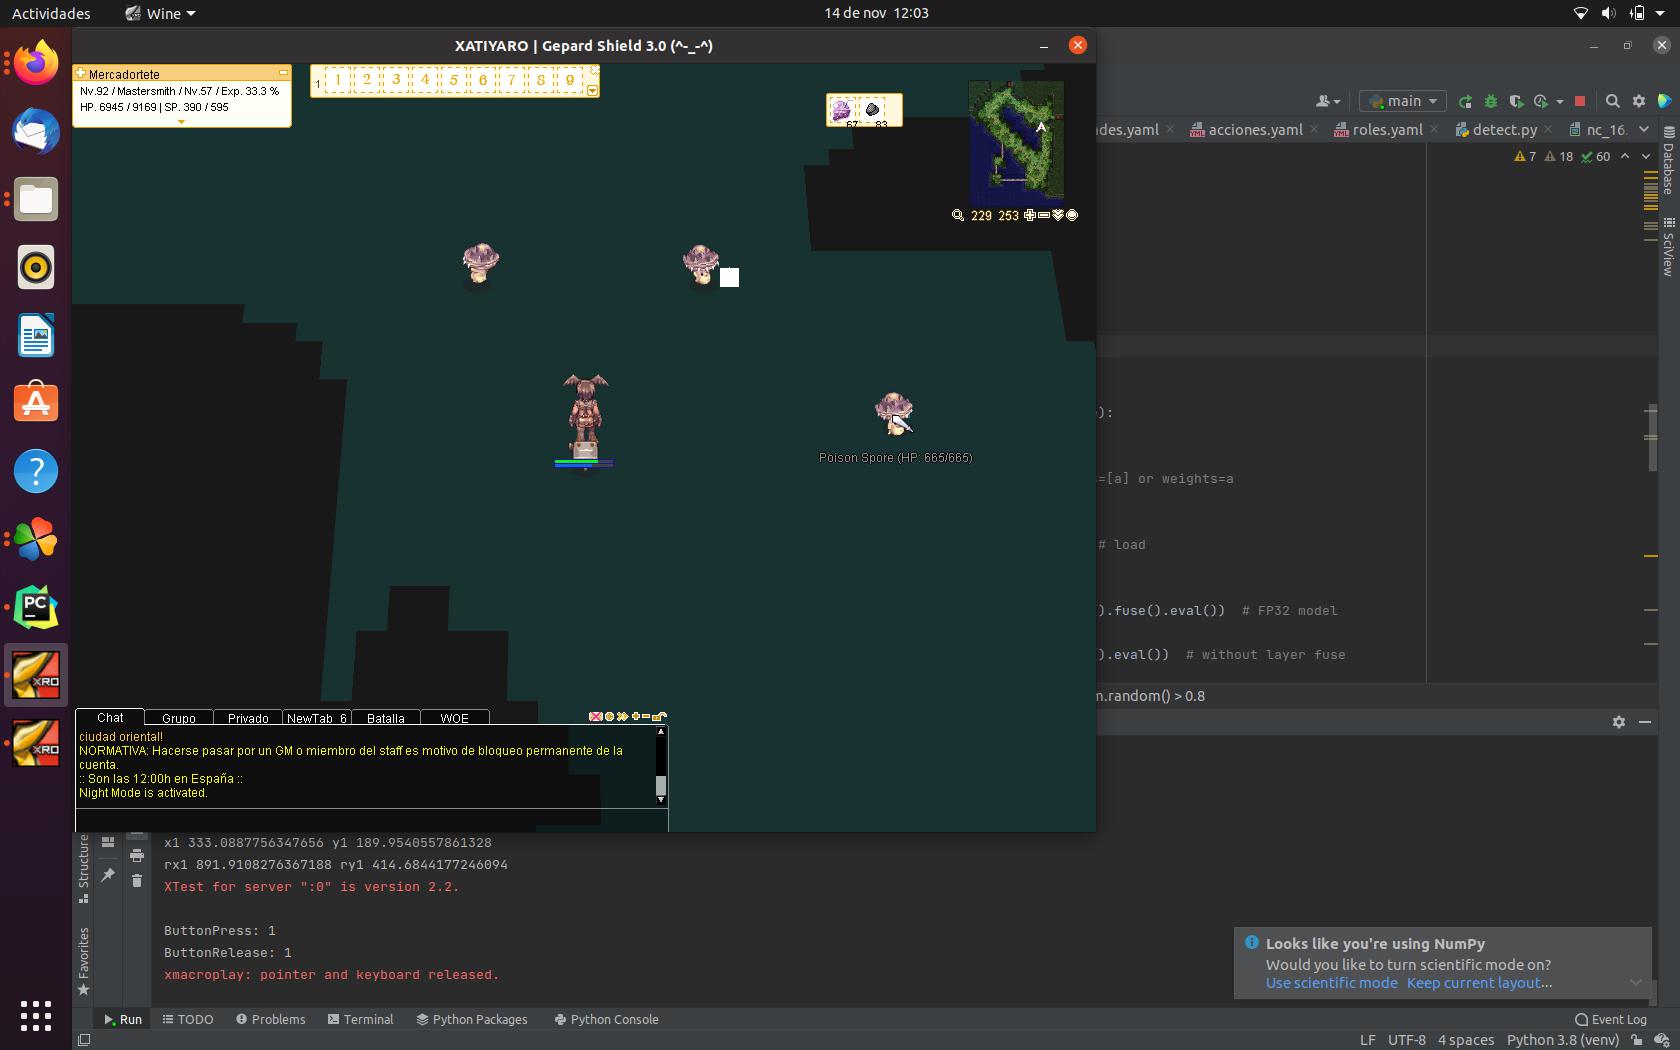 Actividades
Wine
14 de nov 12:03
XATIYARO | Gepard Shield 3.0 (^-_-^)
Mercadortete
Nv.92 / Mastersmith / Nv.57 / Exp. 33.3 %
HP. 6945 / 9169 | SP. 390 / 595
1 1 2 3 4 5 6 7 8 9
67 83
229 253
Poison Spore (HP: 665/665)
Chat Grupo Privado NewTab_6 Batalla WOE
ciudad oriental!
NORMATIVA: Hacerse pasar por un GM o miembro del staff es motivo de bloqueo permanente de la
cuenta.
:: Son las 12:00h en España ::
Night Mode is activated.
main
des.yaml acciones.yaml roles.yaml detect.py nc_16.
7 18 60
Database
SciView
):
=[a] or weights=a
# load
).fuse().eval()) # FP32 model
).eval()) # without layer fuse
m.random() > 0.8
Structure
Favorites
x1 333.0887756347656 y1 189.9540557861328
rx1 891.9108276367188 ry1 414.6844177246094
XTest for server ":0" is version 2.2.
ButtonPress: 1
ButtonRelease: 1
xmacroplay: pointer and keyboard released.
Looks like you're using NumPy
Would you like to turn scientific mode on?
Use scientific mode Keep current layout...
Run TODO Problems Terminal Python Packages Python Console
Event Log
LF UTF-8 4 spaces Python 3.8 (venv)
PC
XRO
XRO